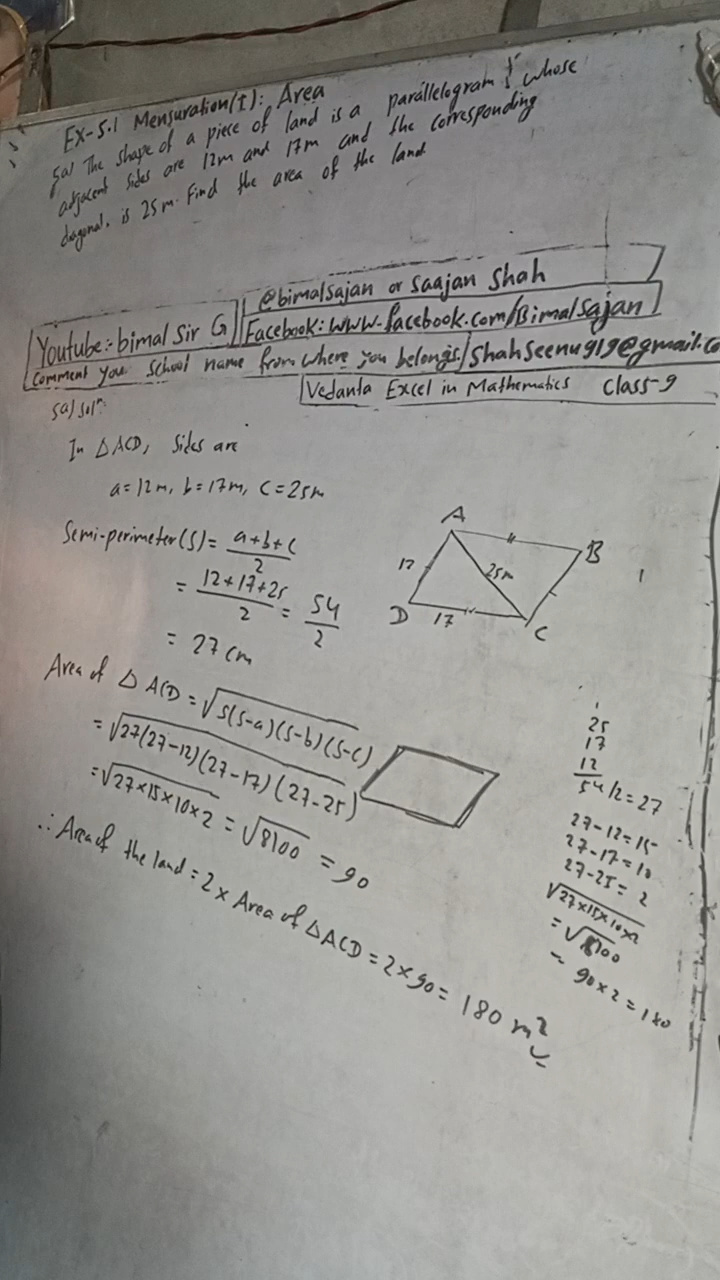 Ex-5.1 Mensuration(I): Area
5a) The shape of a piece of land is a parallelogram whose
adjacent sides are 12m and 17m and the corresponding
diagonal. is 25m. Find the area of the land
@bimalsajan or Saajan Shah
Youtube:-bimal Sir G
Facebook: www.facebook.com/Bimalsajan
Comment your School name from where you belongs/Shahseenu919@gmail.co
Vedanta Excel in Mathematics Class-9
5a) solⁿ:
In △ACD, Sides are
a=12m, b=17m, c=25m
Semi-perimeter(S)= a+b+c/2
= 12+17+25/2 = 54/2
= 27cm
A
B
12
25m
D
17
C
Area of △ ACD = √S(S-a)(S-b)(S-c)
= √27(27-12)(27-17)(27-25)
= √27×15×10×2 = √8100 = 90
∴ Area of the land = 2× Area of △ACD = 2×90 = 180 m²
25
17
12
54/2=27
27-12=15
27-17=10
27-25=2
√27×15×10×2
= √8100
= 90×2=180